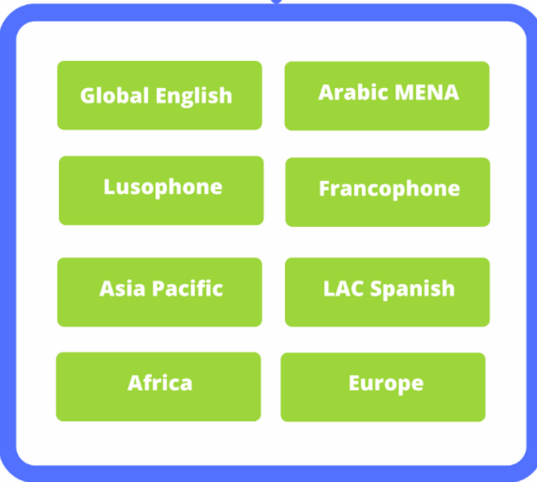 Global English
Arabic MENA
Lusophone
Francophone
Asia Pacific
LAC Spanish
Africa
Europe